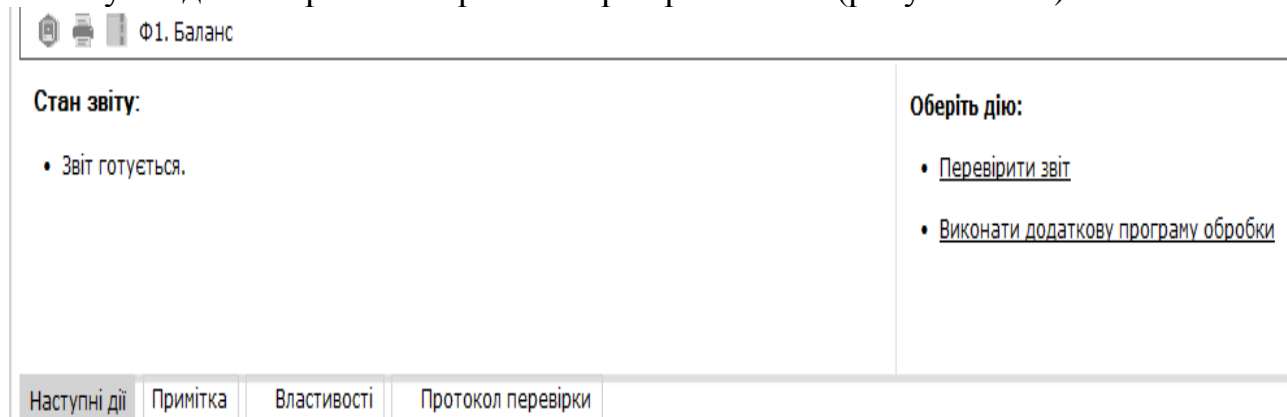 Ф1. Баланс
Стан звіту:
• Звіт готується.
Оберіть дію:
• Перевірити звіт
• Виконати додаткову програму обробки
Наступні дії Примітка Властивості Протокол перевірки